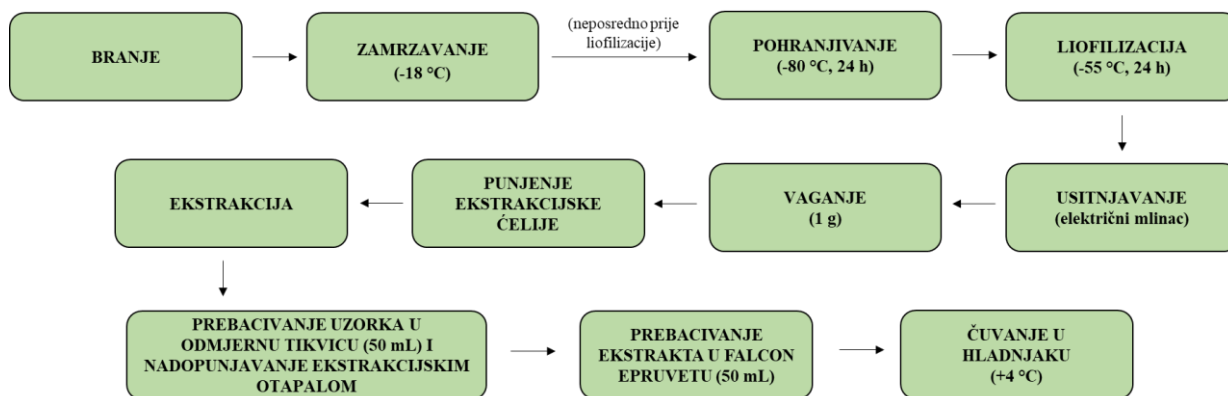 BRANJE
ZAMRZAVANJE
(-18 °C)
(neposredno prije
liofilizacije)
POHRANJIVANJE
(-80 °C, 24 h)
LIOFILIZACIJA
(-55 °C, 24 h)
USITNJAVANJE
(električni mlinac)
VAGANJE
(1 g)
PUNJENJE
EKSTRAKCIJSKE
ĆELIJE
EKSTRAKCIJA
PREBACIVANJE UZORKA U
ODMJERNU TIKVICU (50 mL) I
NADOPUNJAVANJE EKSTRAKCIJSKIM
OTAPALOM
PREBACIVANJE
EKSTRAKTA U FALCON
EPRUVETU (50 mL)
ČUVANJE U
HLADNJAKU
(+4 °C)